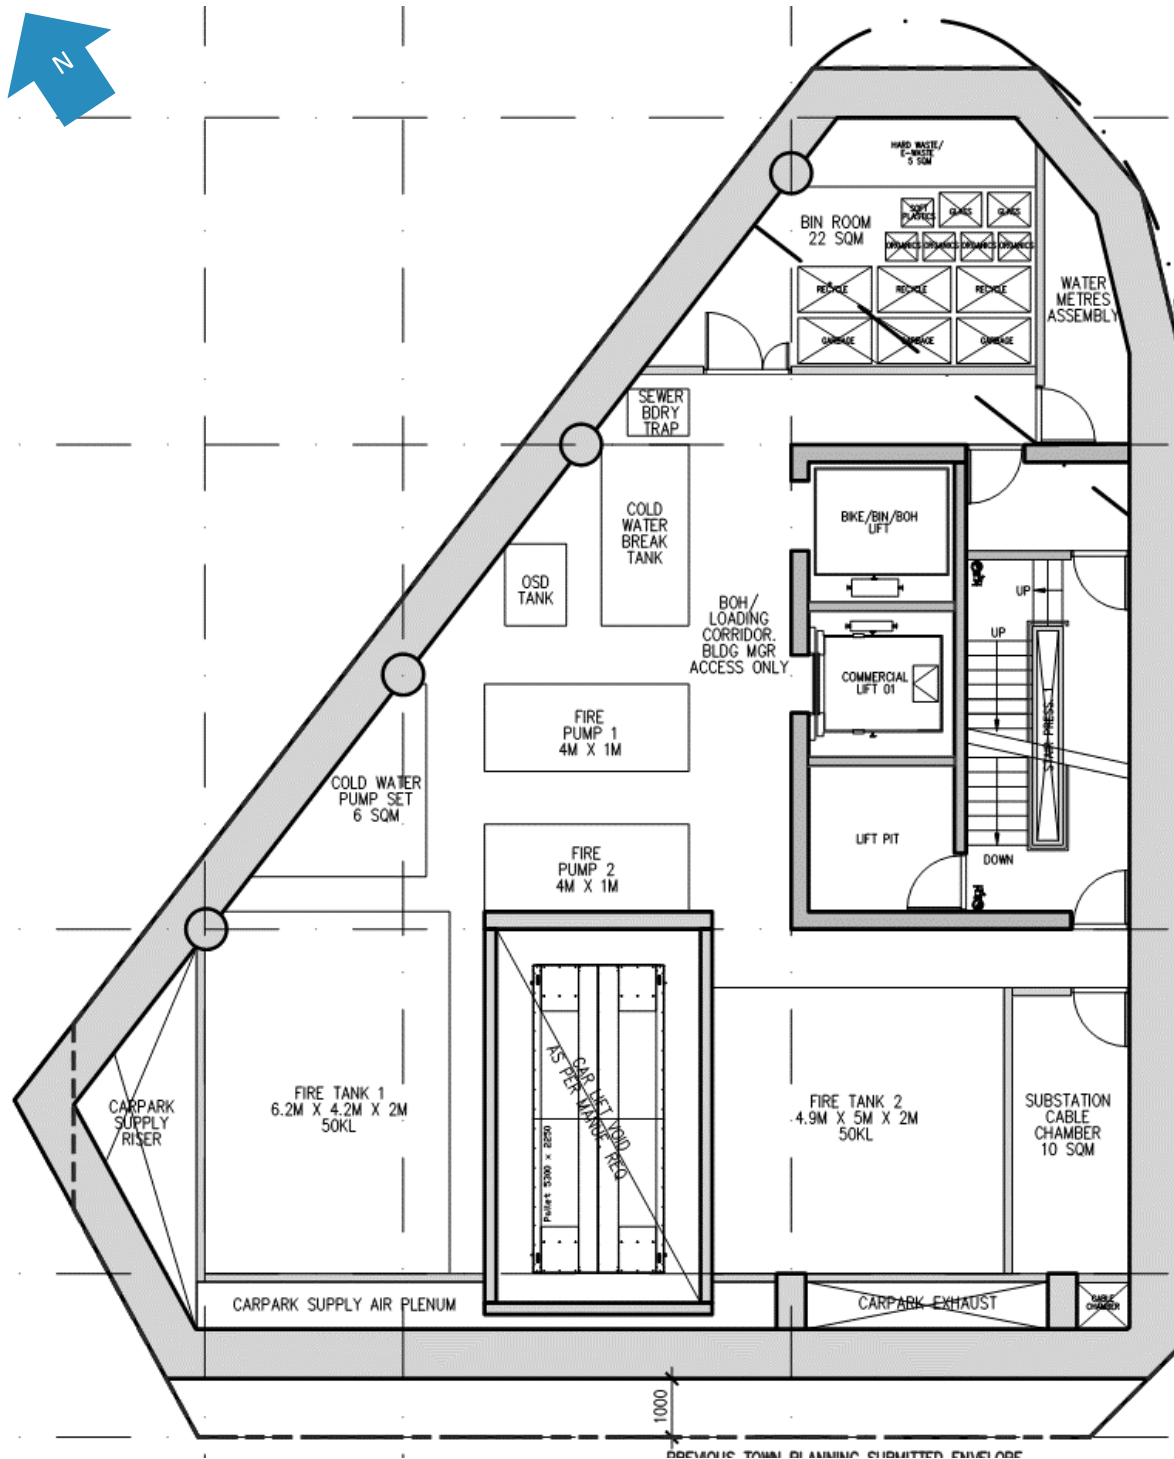 N
HARD WASTE/
E-WASTE
5 SQM
SOFT
PLASTICS
GLASS
GLASS
BIN ROOM
22 SQM
ORGANICS
ORGANICS
ORGANICS
ORGANICS
RECYCLE
RECYCLE
RECYCLE
WATER
METRES
ASSEMBLY
GARBAGE
GARBAGE
GARBAGE
SEWER
BDRY
TRAP
COLD
WATER
BREAK
TANK
BIKE/BIN/BOH
LIFT
OSD
TANK
UP
BOH/
LOADING
CORRIDOR.
BLDG MGR
ACCESS ONLY
UP
COMMERCIAL
LIFT 01
STAIR PRESS.
FIRE
PUMP 1
4M X 1M
COLD WATER
PUMP SET
6 SQM
FIRE
PUMP 2
4M X 1M
LIFT PIT
DOWN
CAR LIFT VOID
AS PER MANUF. REQ
Pallet 5300 x 2250
CARPARK
SUPPLY
RISER
FIRE TANK 1
6.2M X 4.2M X 2M
50KL
FIRE TANK 2
4.9M X 5M X 2M
50KL
SUBSTATION
CABLE
CHAMBER
10 SQM
CARPARK SUPPLY AIR PLENUM
CARPARK EXHAUST
CABLE
CHAMBER
1000
PREVIOUS TOWN PLANNING SUBMITTED ENVELOPE